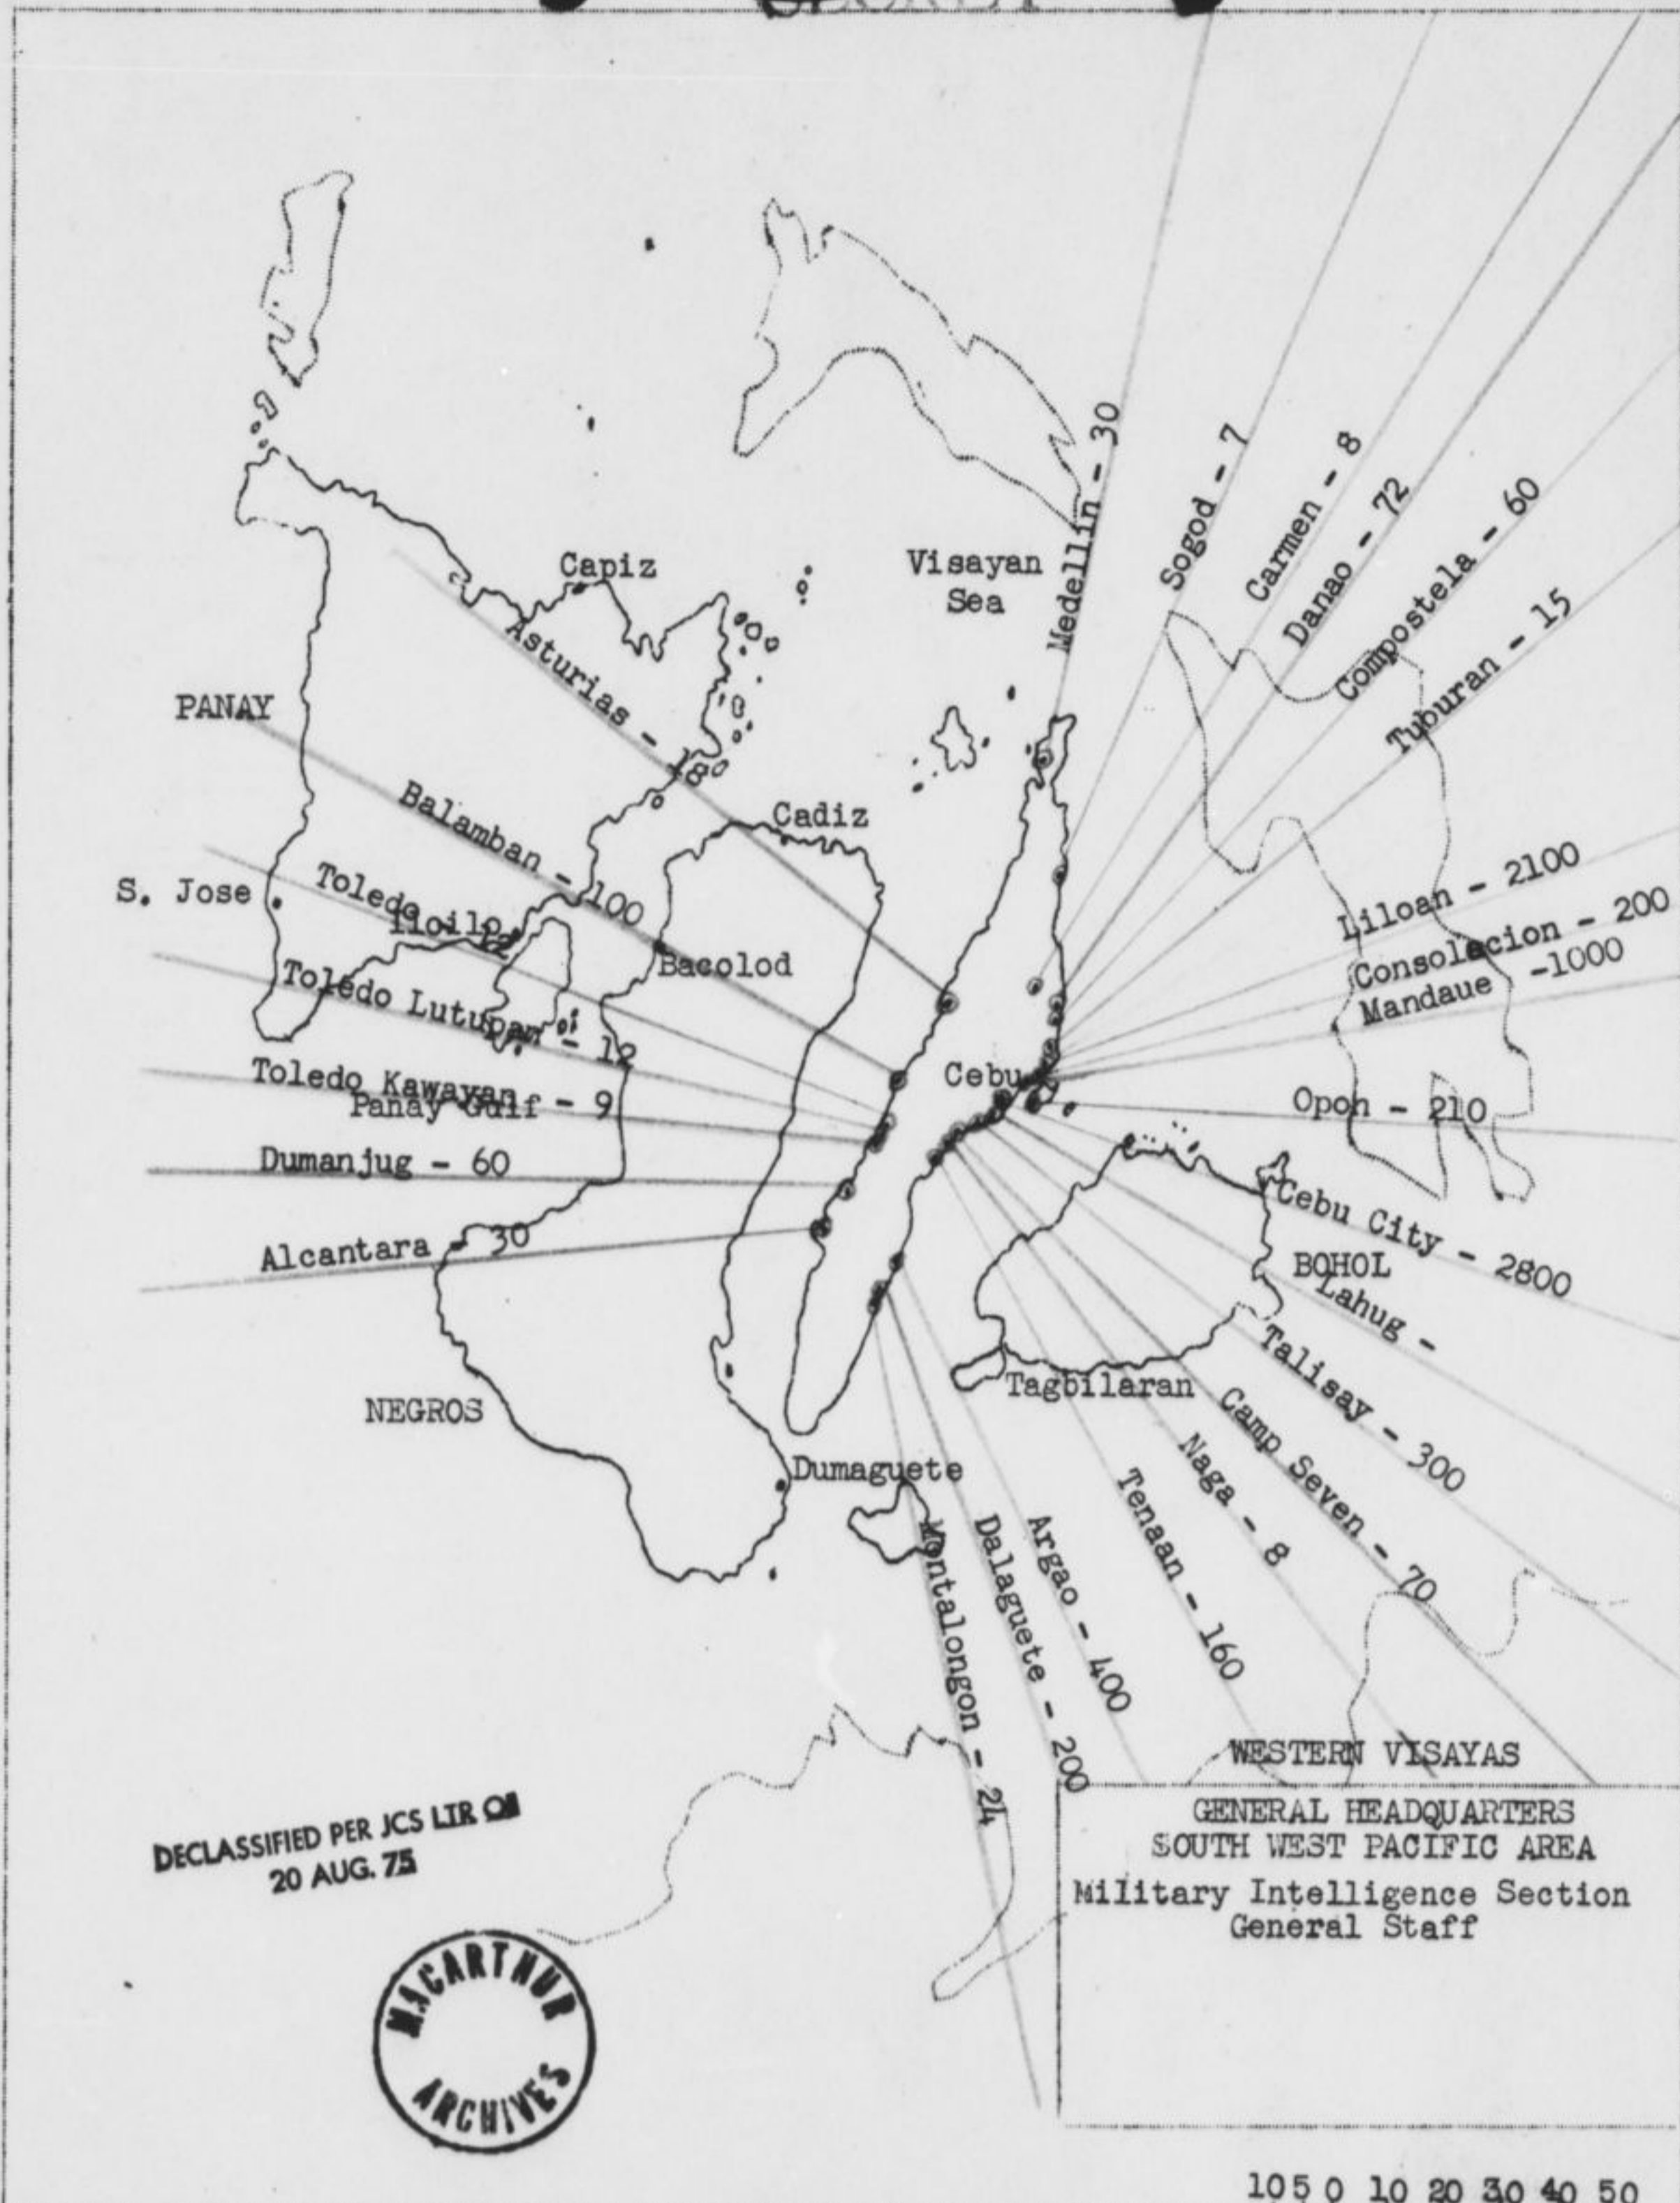 SECRET
Medellin - 30
Sogod - 7
Carmen - 8
Danao - 72
Compostela - 60
Tuburan - 15
Capiz
Visayan
Sea
Asturias - 18
PANAY
Balamban - 100
Cadiz
S. Jose
Toledo - 12
Iloilo
Bacolod
Liloan - 2100
Consolacion - 200
Mandaue -1000
Toledo Lutupan - 12
Cebu
Toledo Kawayan - 9
Panay Gulf
Opon - 210
Dumanjug - 60
Cebu City - 2800
Alcantara - 30
BOHOL
Lahug -
Talisay - 300
Tagbilaran
Camp Seven - 70
NEGROS
Naga - 8
Dumaguete
Tenaan - 160
Argao - 400
Dalaguete - 200
Montalongon - 24
WESTERN VISAYAS
GENERAL HEADQUARTERS
SOUTH WEST PACIFIC AREA
Military Intelligence Section
General Staff
DECLASSIFIED PER JCS LTR OF
20 AUG. 75
MACARTHUR
ARCHIVES
10 5 0 10 20 30 40 50